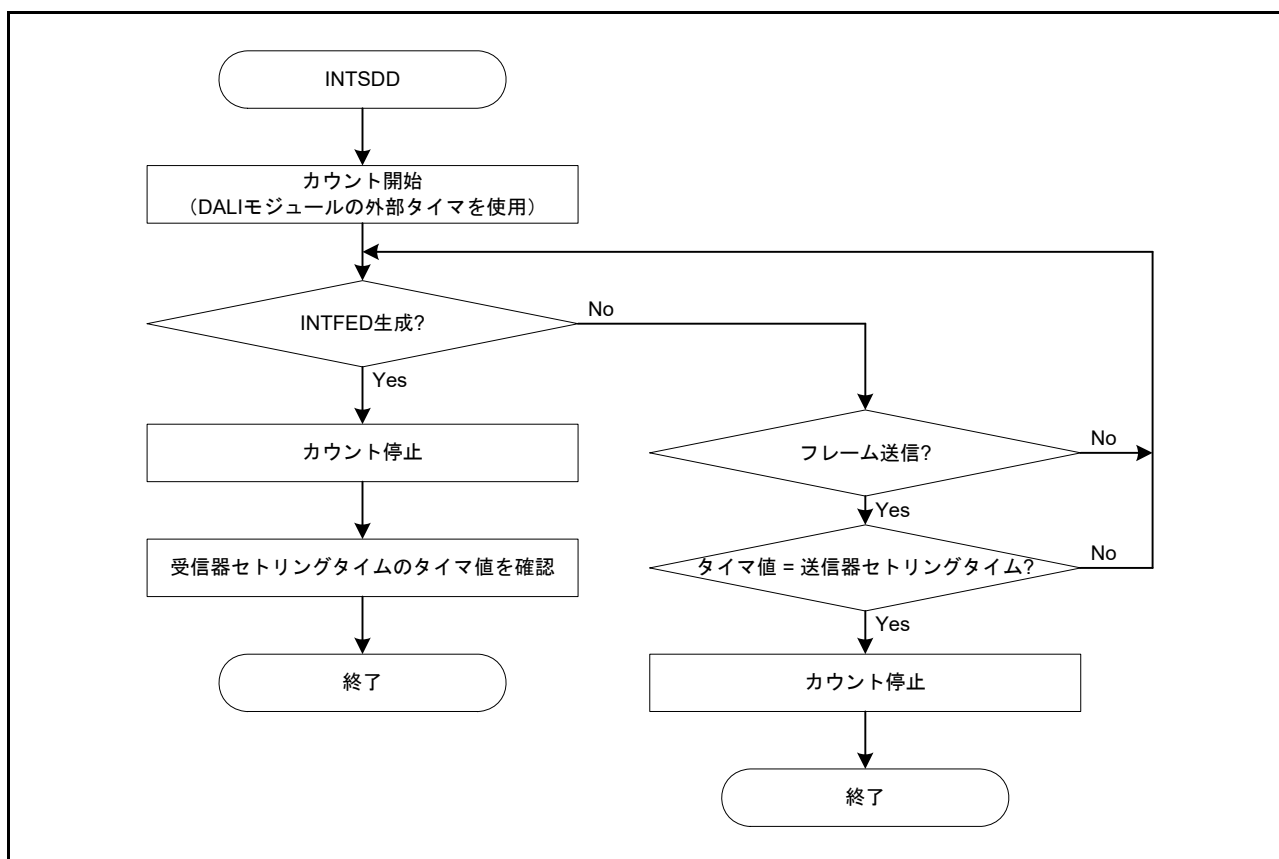 INTSDD
カウント開始
（DALIモジュールの外部タイマを使用）
INTFED生成?
No
Yes
カウント停止
受信器セトリングタイムのタイマ値を確認
終了
フレーム送信?
No
Yes
タイマ値 = 送信器セトリングタイム?
No
Yes
カウント停止
終了